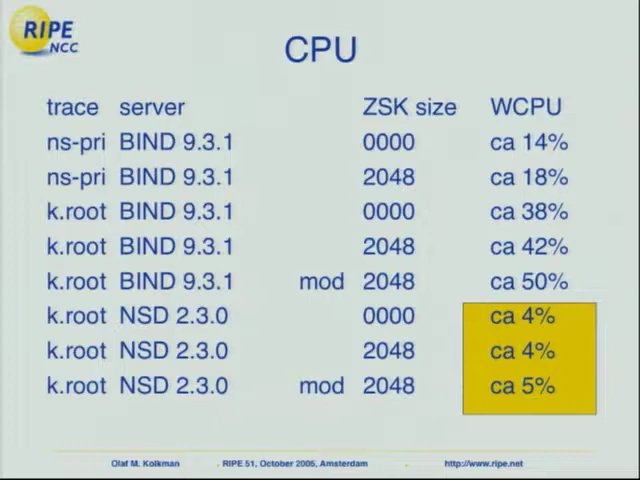 RIPE
NCC
CPU
trace server ZSK size WCPU
ns-pri BIND 9.3.1 0000 ca 14%
ns-pri BIND 9.3.1 2048 ca 18%
k.root BIND 9.3.1 0000 ca 38%
k.root BIND 9.3.1 2048 ca 42%
k.root BIND 9.3.1 mod 2048 ca 50%
k.root NSD 2.3.0 0000 ca 4%
k.root NSD 2.3.0 2048 ca 4%
k.root NSD 2.3.0 mod 2048 ca 5%
Olaf M. Kolkman . RIPE 51, October 2005, Amsterdam . http://www.ripe.net